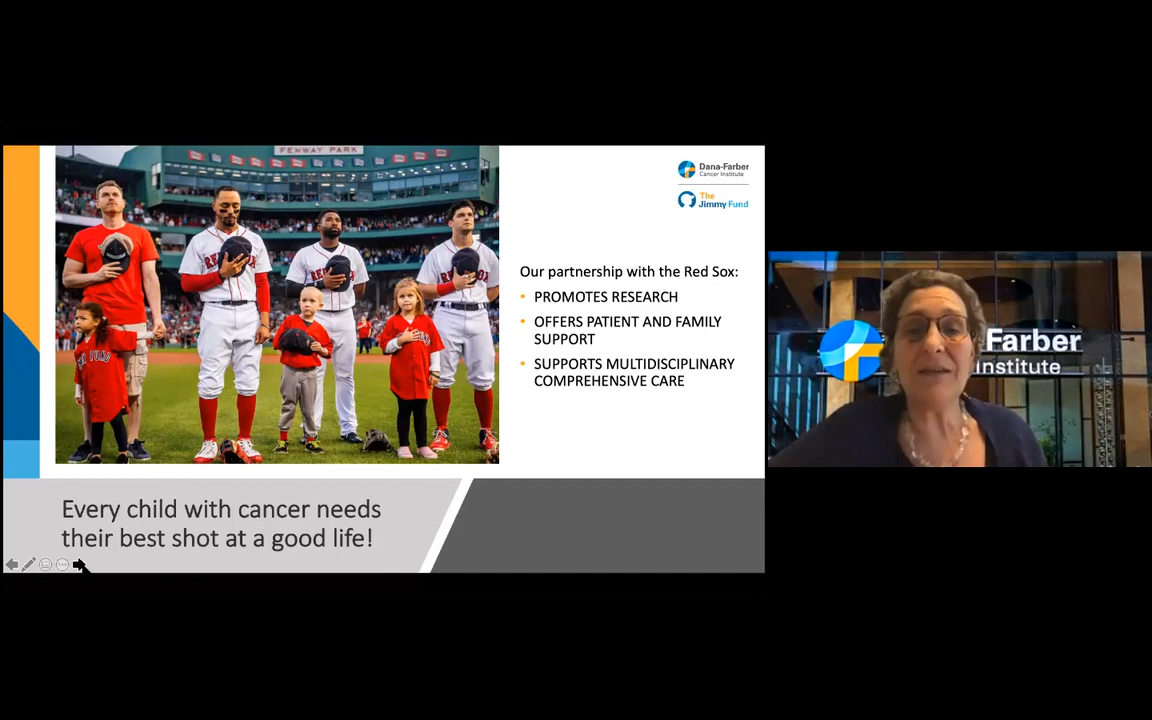 FENWAY PARK
Dana-Farber
Cancer Institute
The
Jimmy Fund
Our partnership with the Red Sox:
• PROMOTES RESEARCH
• OFFERS PATIENT AND FAMILY
SUPPORT
• SUPPORTS MULTIDISCIPLINARY
COMPREHENSIVE CARE
Every child with cancer needs
their best shot at a good life!
Farber
Institute